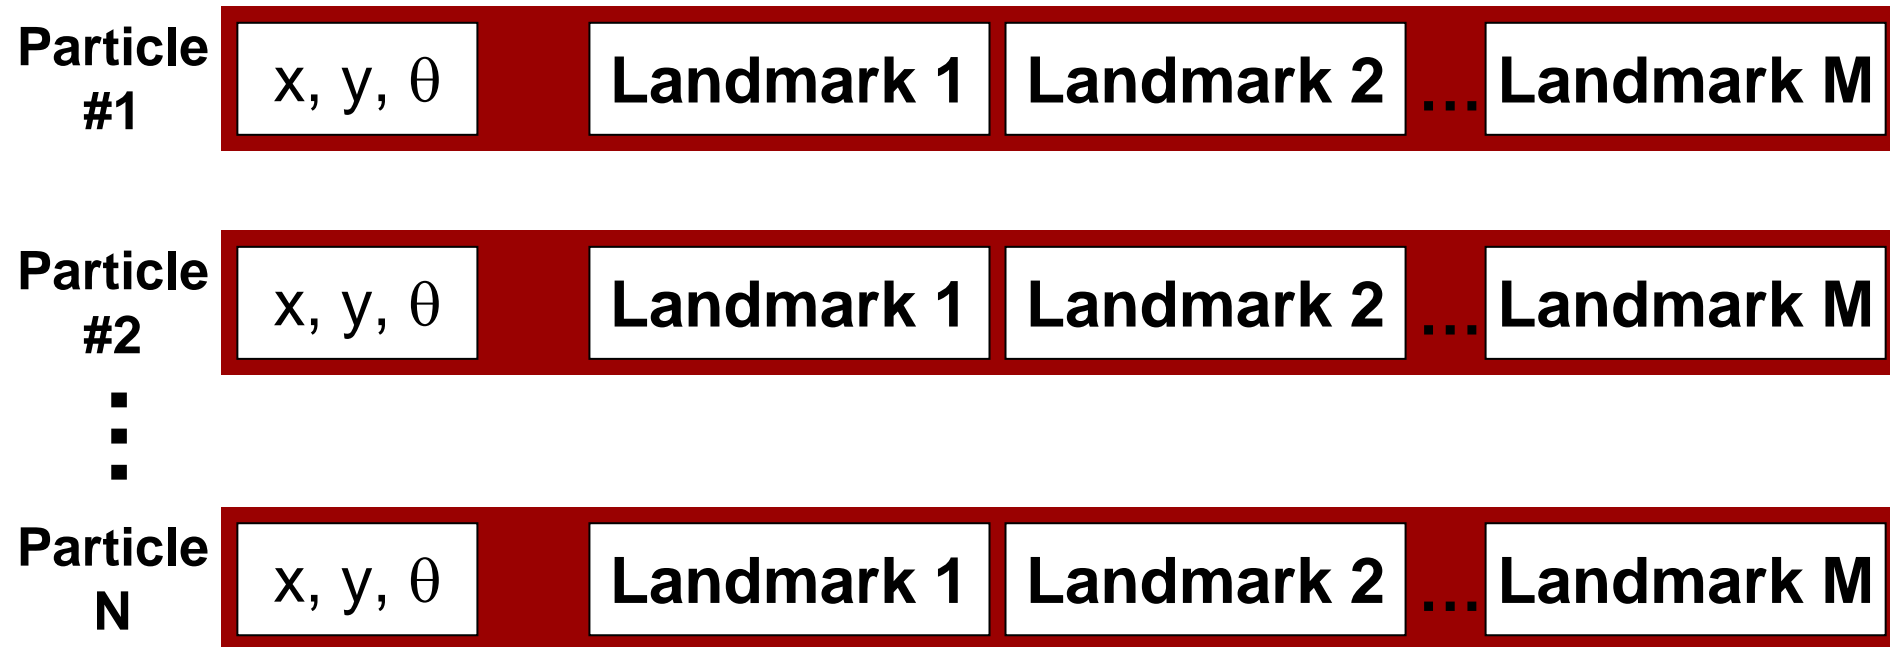 Particle
#1
x, y, θ
Landmark 1
Landmark 2
...
Landmark M
Particle
#2
x, y, θ
Landmark 1
Landmark 2
...
Landmark M
⋮
Particle
N
x, y, θ
Landmark 1
Landmark 2
...
Landmark M